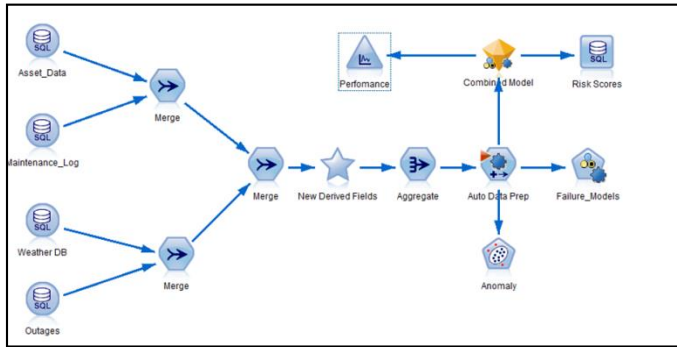 SQL
Asset_Data
SQL
Maintenance_Log
Merge
SQL
Weather DB
SQL
Outages
Merge
Merge
New Derived Fields
Aggregate
Auto Data Prep
Perfomance
Combined Model
SQL
Risk Scores
Failure_Models
Anomaly